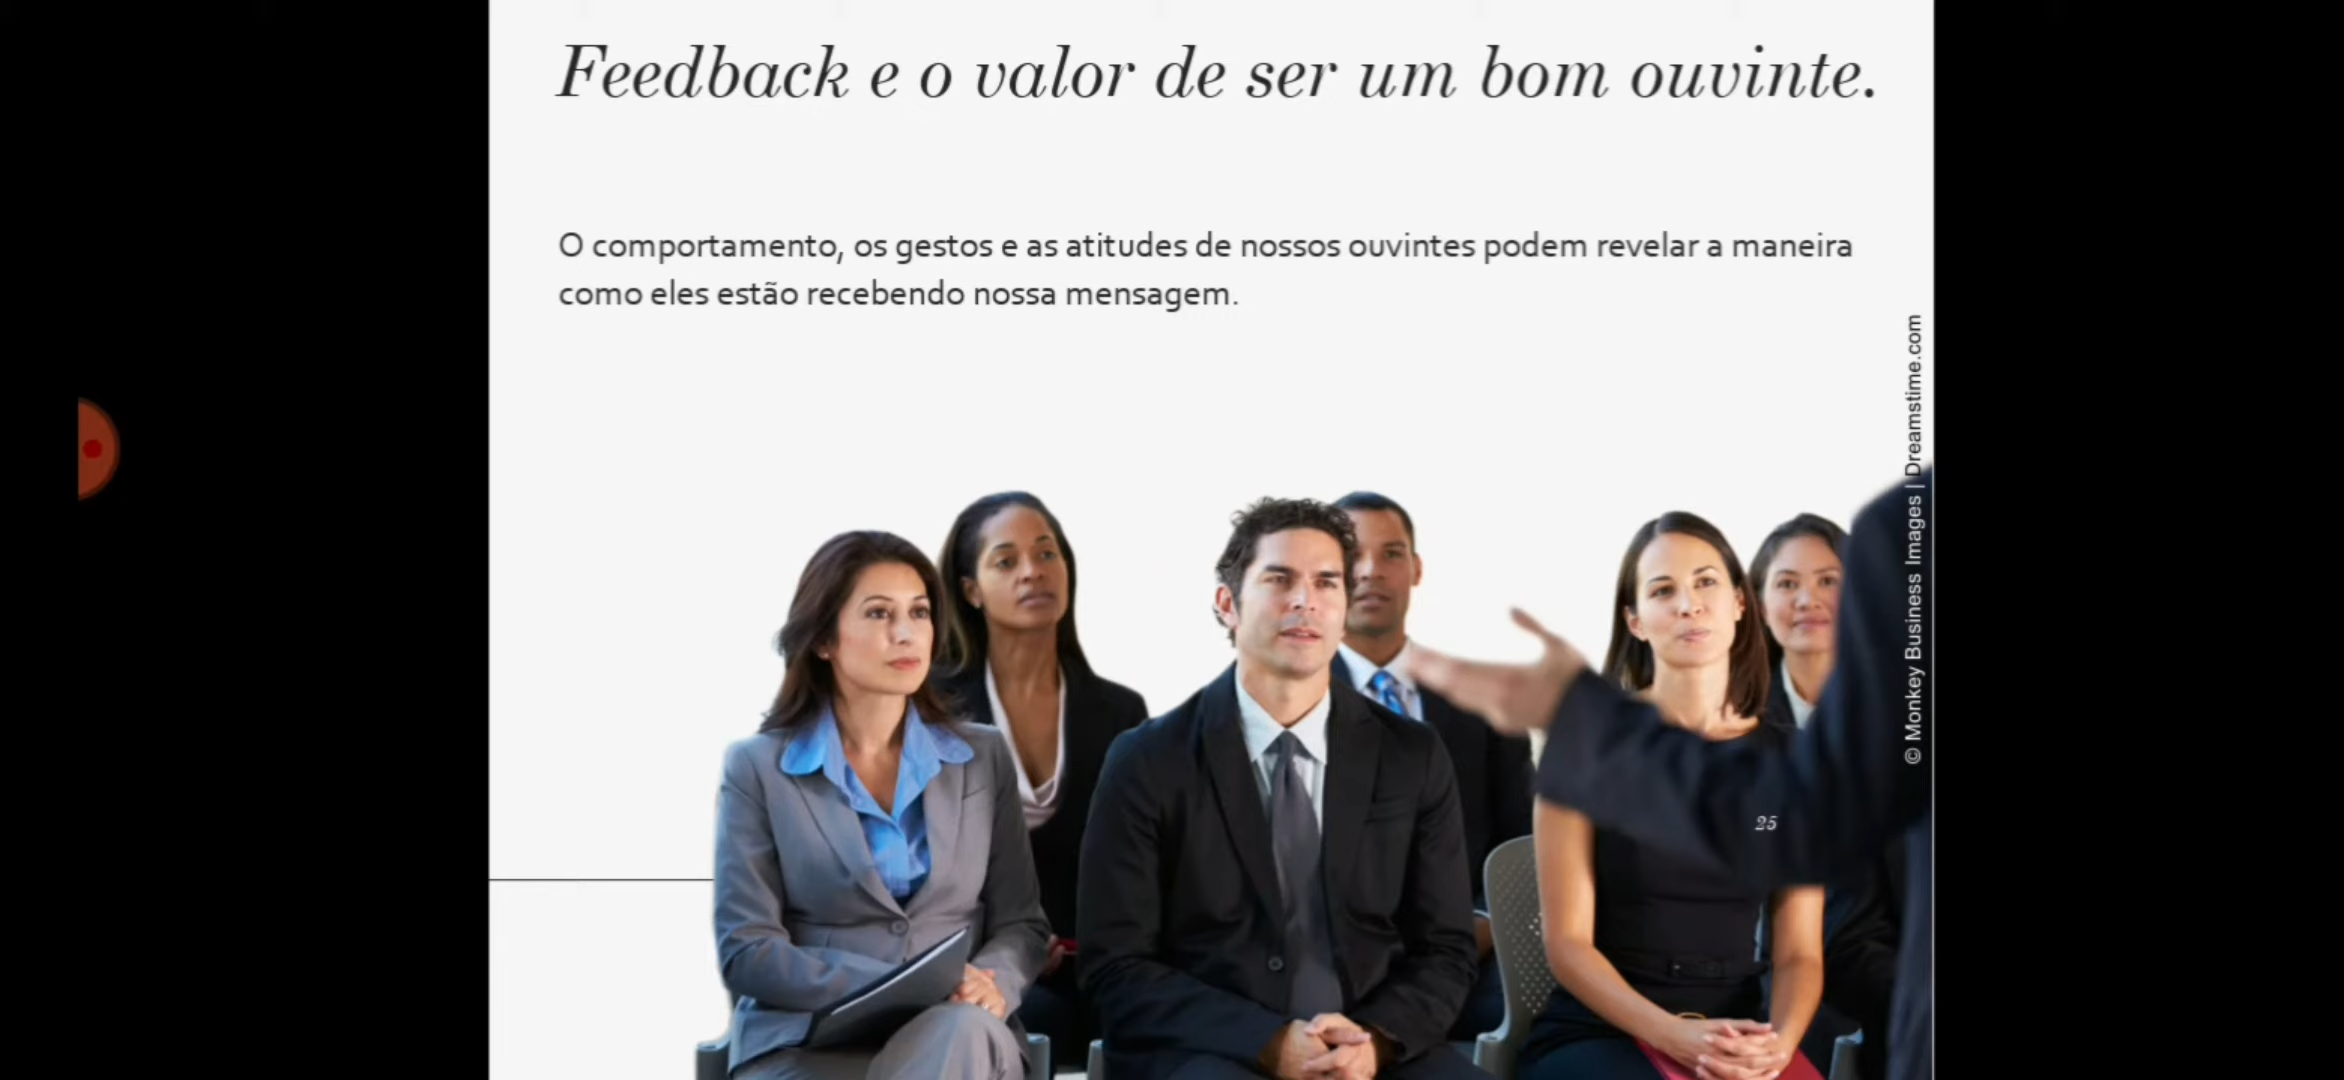 Feedback e o valor de ser um bom ouvinte.
O comportamento, os gestos e as atitudes de nossos ouvintes podem revelar a maneira
como eles estão recebendo nossa mensagem.
© Monkey Business Images | Dreamstime.com
25